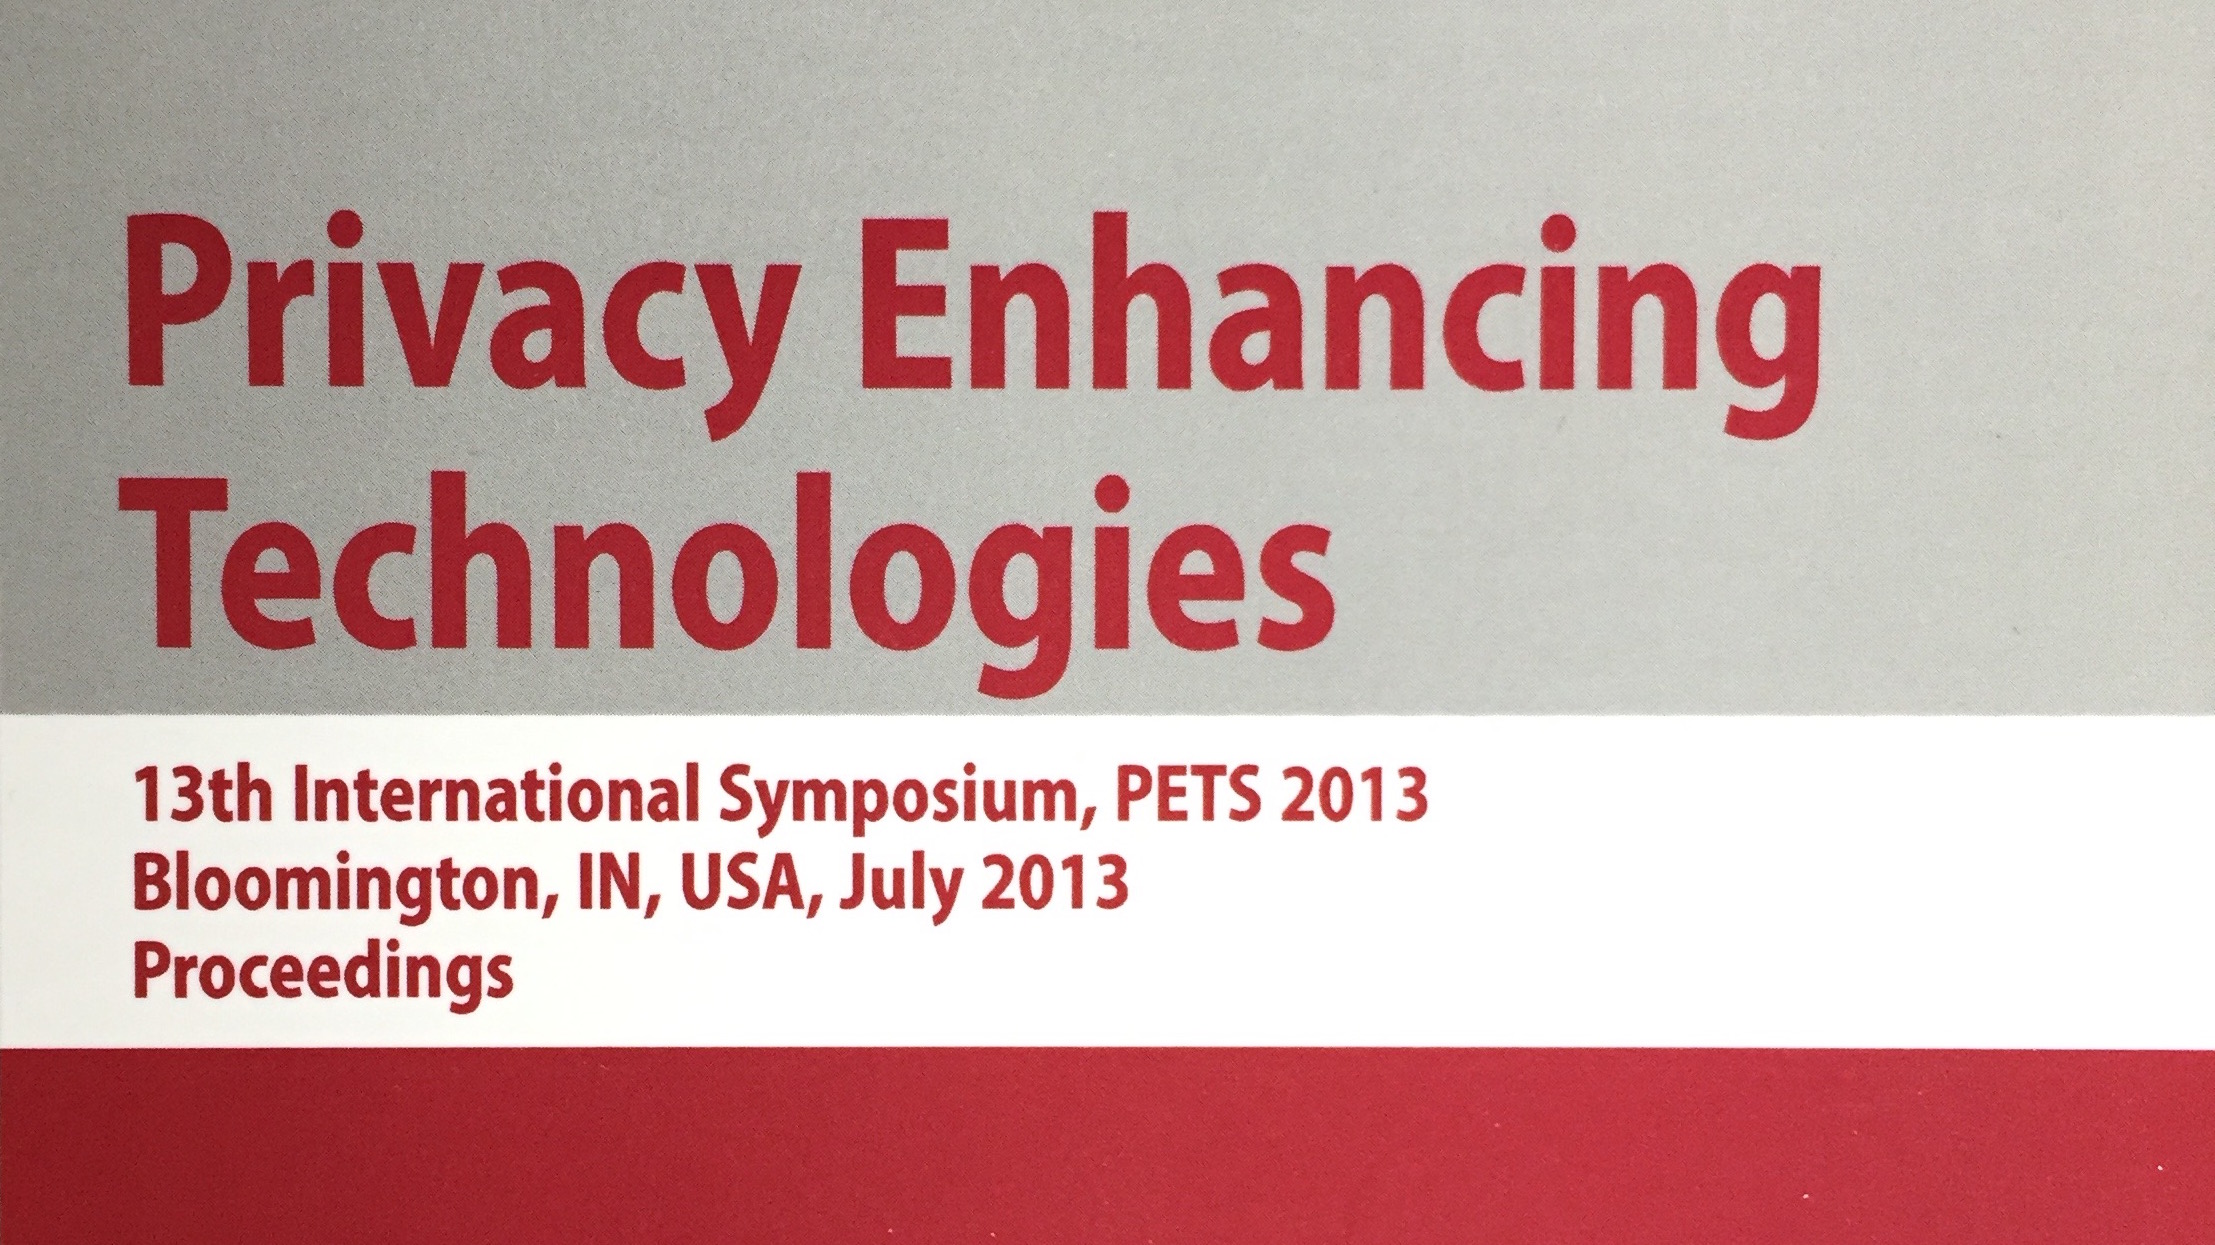 Privacy Enhancing
Technologies
13th International Symposium, PETS 2013
Bloomington, IN, USA, July 2013
Proceedings